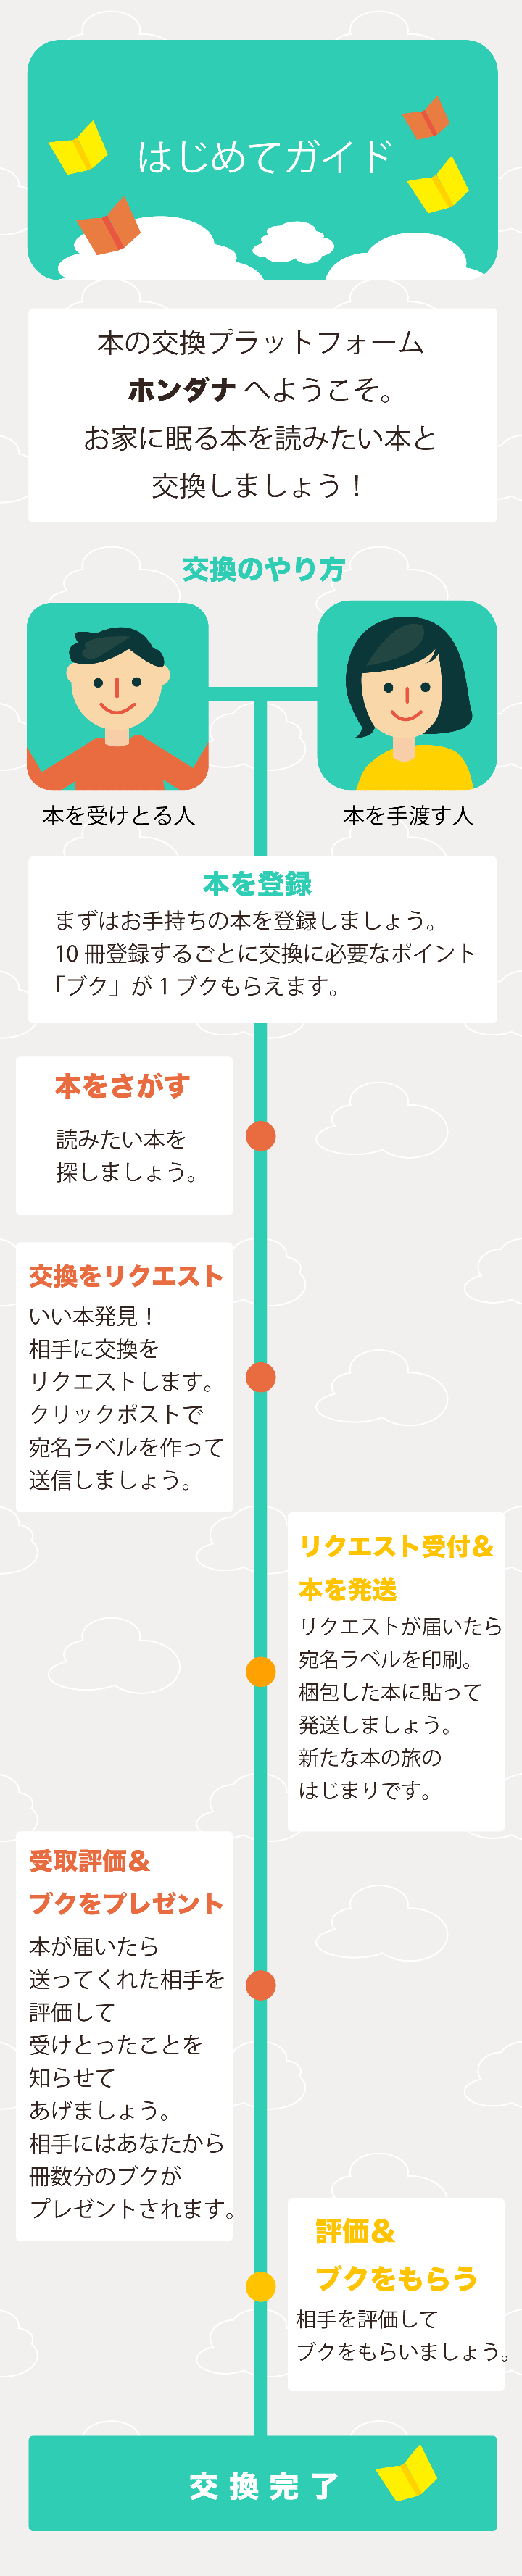 はじめてガイド
本の交換プラットフォーム
ホンダナ へようこそ。
お家に眠る本を読みたい本と
交換しましょう！
交換のやり方
本を受けとる人
本を手渡す人
本を登録
まずはお手持ちの本を登録しましょう。
10 冊登録するごとに交換に必要なポイント
「ブク」が 1 ブクもらえます。
本をさがす
読みたい本を
探しましょう。
交換をリクエスト
いい本発見！
相手に交換を
リクエストします。
クリックポストで
宛名ラベルを作って
送信しましょう。
リクエスト受付＆
本を発送
リクエストが届いたら
宛名ラベルを印刷。
梱包した本に貼って
発送しましょう。
新たな本の旅の
はじまりです。
受取評価＆
ブクをプレゼント
本が届いたら
送ってくれた相手を
評価して
受けとったことを
知らせて
あげましょう。
相手にはあなたから
冊数分のブクが
プレゼントされます。
評価＆
ブクをもらう
相手を評価して
ブクをもらいましょう。
交換完了